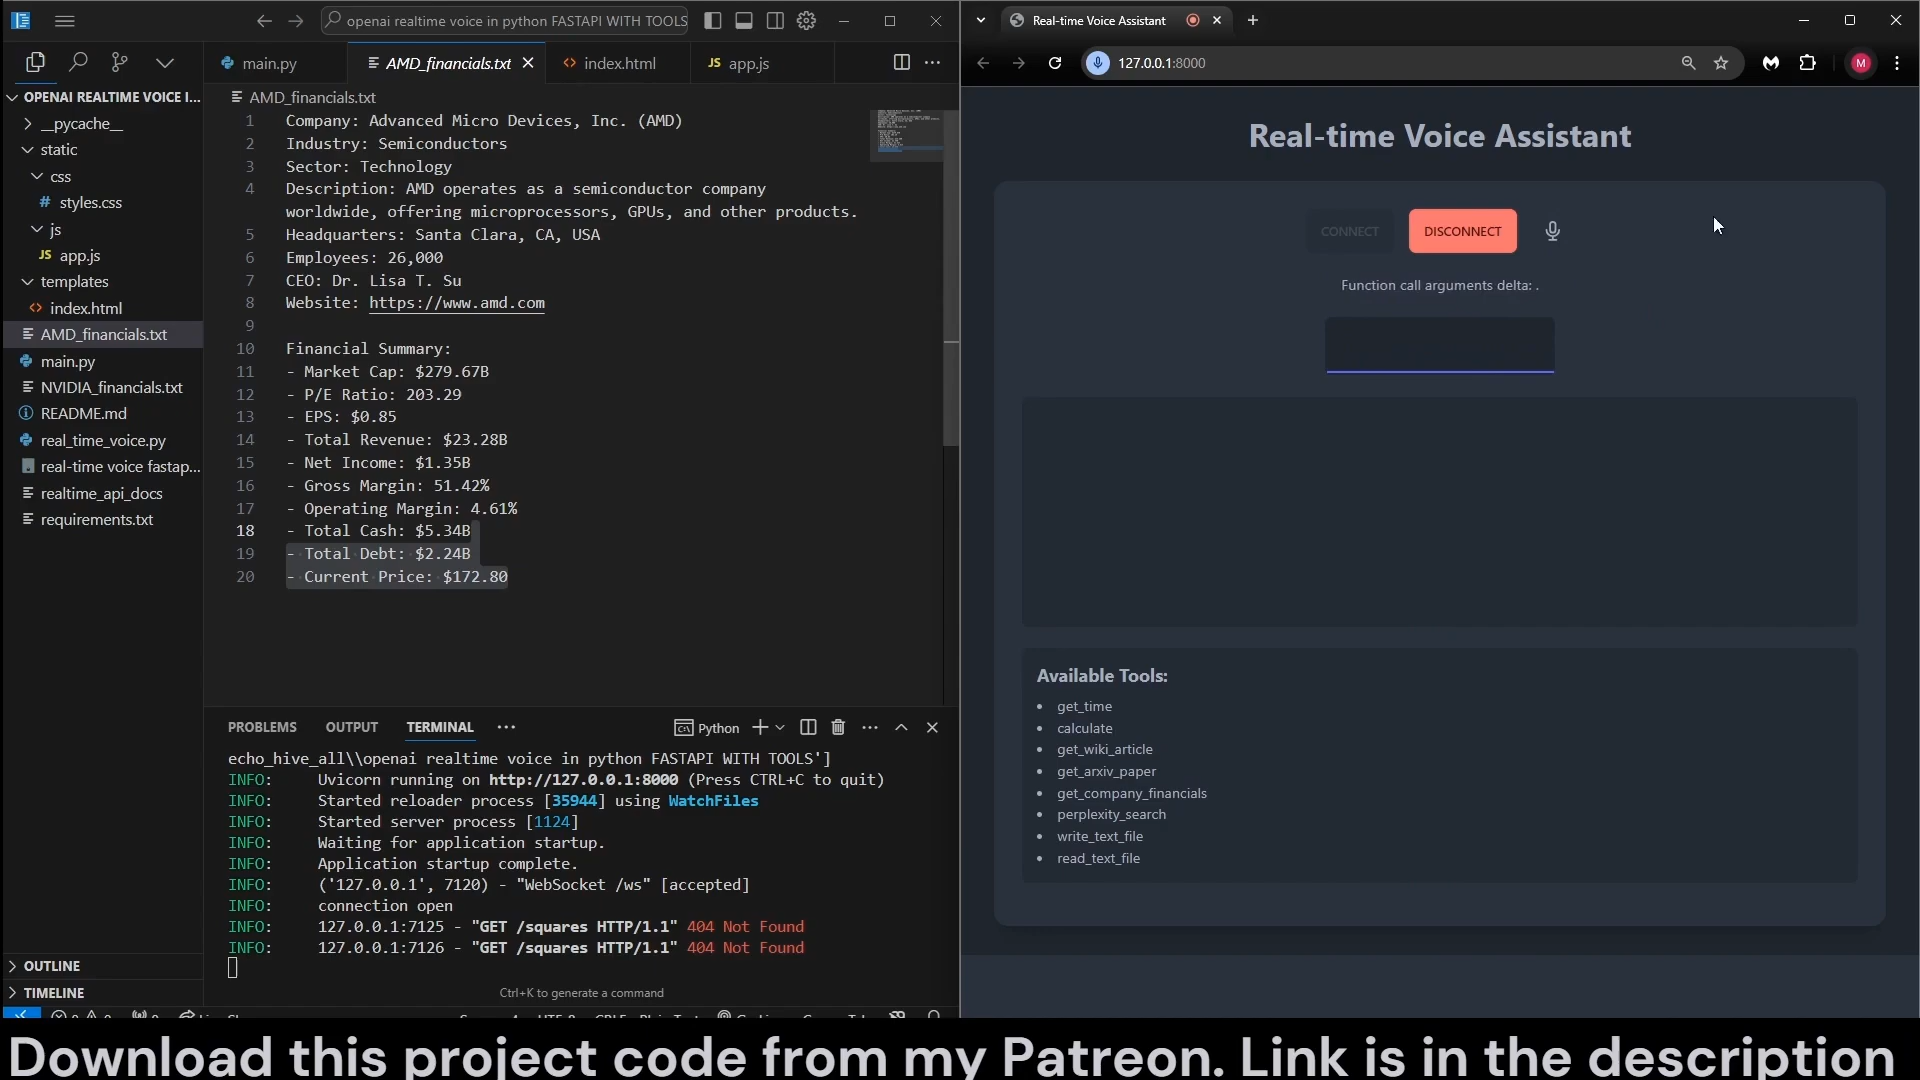 openai realtime voice in python FASTAPI WITH TOOLS
OPENAI REALTIME VOICE I...
__pycache__
static
css
# styles.css
js
JS app.js
templates
<> index.html
AMD_financials.txt
main.py
NVIDIA_financials.txt
README.md
real_time_voice.py
real-time voice fastap...
realtime_api_docs
requirements.txt
OUTLINE
TIMELINE
main.py
AMD_financials.txt
<> index.html
JS app.js
AMD_financials.txt
1 Company: Advanced Micro Devices, Inc. (AMD)
2 Industry: Semiconductors
3 Sector: Technology
4 Description: AMD operates as a semiconductor company
worldwide, offering microprocessors, GPUs, and other products.
5 Headquarters: Santa Clara, CA, USA
6 Employees: 26,000
7 CEO: Dr. Lisa T. Su
8 Website: https://www.amd.com
9
10 Financial Summary:
11 - Market Cap: $279.67B
12 - P/E Ratio: 203.29
13 - EPS: $0.85
14 - Total Revenue: $23.28B
15 - Net Income: $1.35B
16 - Gross Margin: 51.42%
17 - Operating Margin: 4.61%
18 - Total Cash: $5.34B
19 - Total Debt: $2.24B
20 - Current Price: $172.80
PROBLEMS OUTPUT TERMINAL Python
echo_hive_all\\openai realtime voice in python FASTAPI WITH TOOLS']
INFO: Uvicorn running on http://127.0.0.1:8000 (Press CTRL+C to quit)
INFO: Started reloader process [35944] using WatchFiles
INFO: Started server process [1124]
INFO: Waiting for application startup.
INFO: Application startup complete.
INFO: ('127.0.0.1', 7120) - "WebSocket /ws" [accepted]
INFO: connection open
INFO: 127.0.0.1:7125 - "GET /squares HTTP/1.1" 404 Not Found
INFO: 127.0.0.1:7126 - "GET /squares HTTP/1.1" 404 Not Found
Ctrl+K to generate a command
Real-time Voice Assistant
127.0.0.1:8000
M
Real-time Voice Assistant
CONNECT
DISCONNECT
Function call arguments delta: .
Available Tools:
• get_time
• calculate
• get_wiki_article
• get_arxiv_paper
• get_company_financials
• perplexity_search
• write_text_file
• read_text_file
Download this project code from my Patreon. Link is in the description